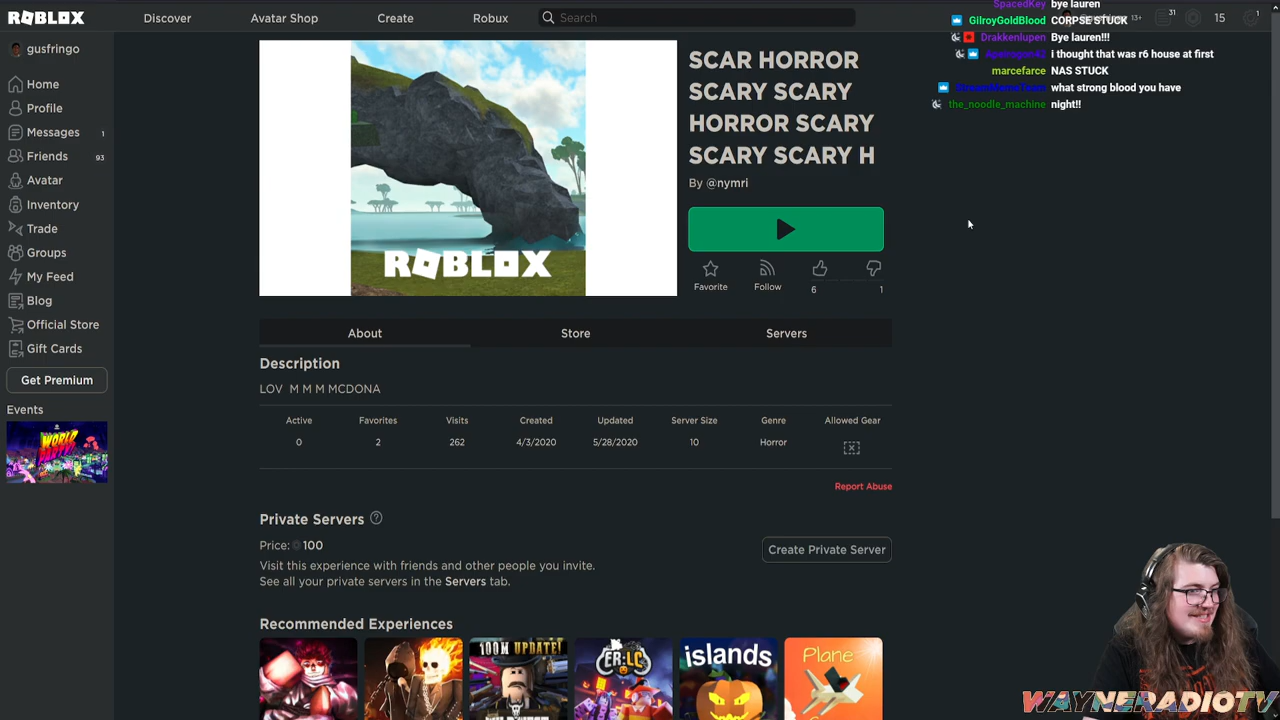 ROBLOX
Discover
Avatar Shop
Create
Robux
Search
13+
31
15
1
gusfringo
Home
Profile
Messages 1
Friends 93
Avatar
Inventory
Trade
Groups
My Feed
Blog
Official Store
Gift Cards
Get Premium
Events
WORLD PARTY
ROBLOX
SCAR HORROR
SCARY SCARY
HORROR SCARY
SCARY SCARY H
By @nymri
Favorite
Follow
6
1
About
Store
Servers
Description
LOV M M M MCDONA
Active Favorites Visits Created Updated Server Size Genre Allowed Gear
0 2 262 4/3/2020 5/28/2020 10 Horror
Report Abuse
Private Servers
Price: 100
Create Private Server
Visit this experience with friends and other people you invite.
See all your private servers in the Servers tab.
Recommended Experiences
100M UPDATE!
ER:LC
islands
Plane
SpacedKey bye lauren
GilroyGoldBlood CORPSE STUCK
Drakkenlupen Bye lauren!!!
i thought that was r6 house at first
marcefarce NAS STUCK
what strong blood you have
the_noodle_machine night!!
WAYNERADIOTV